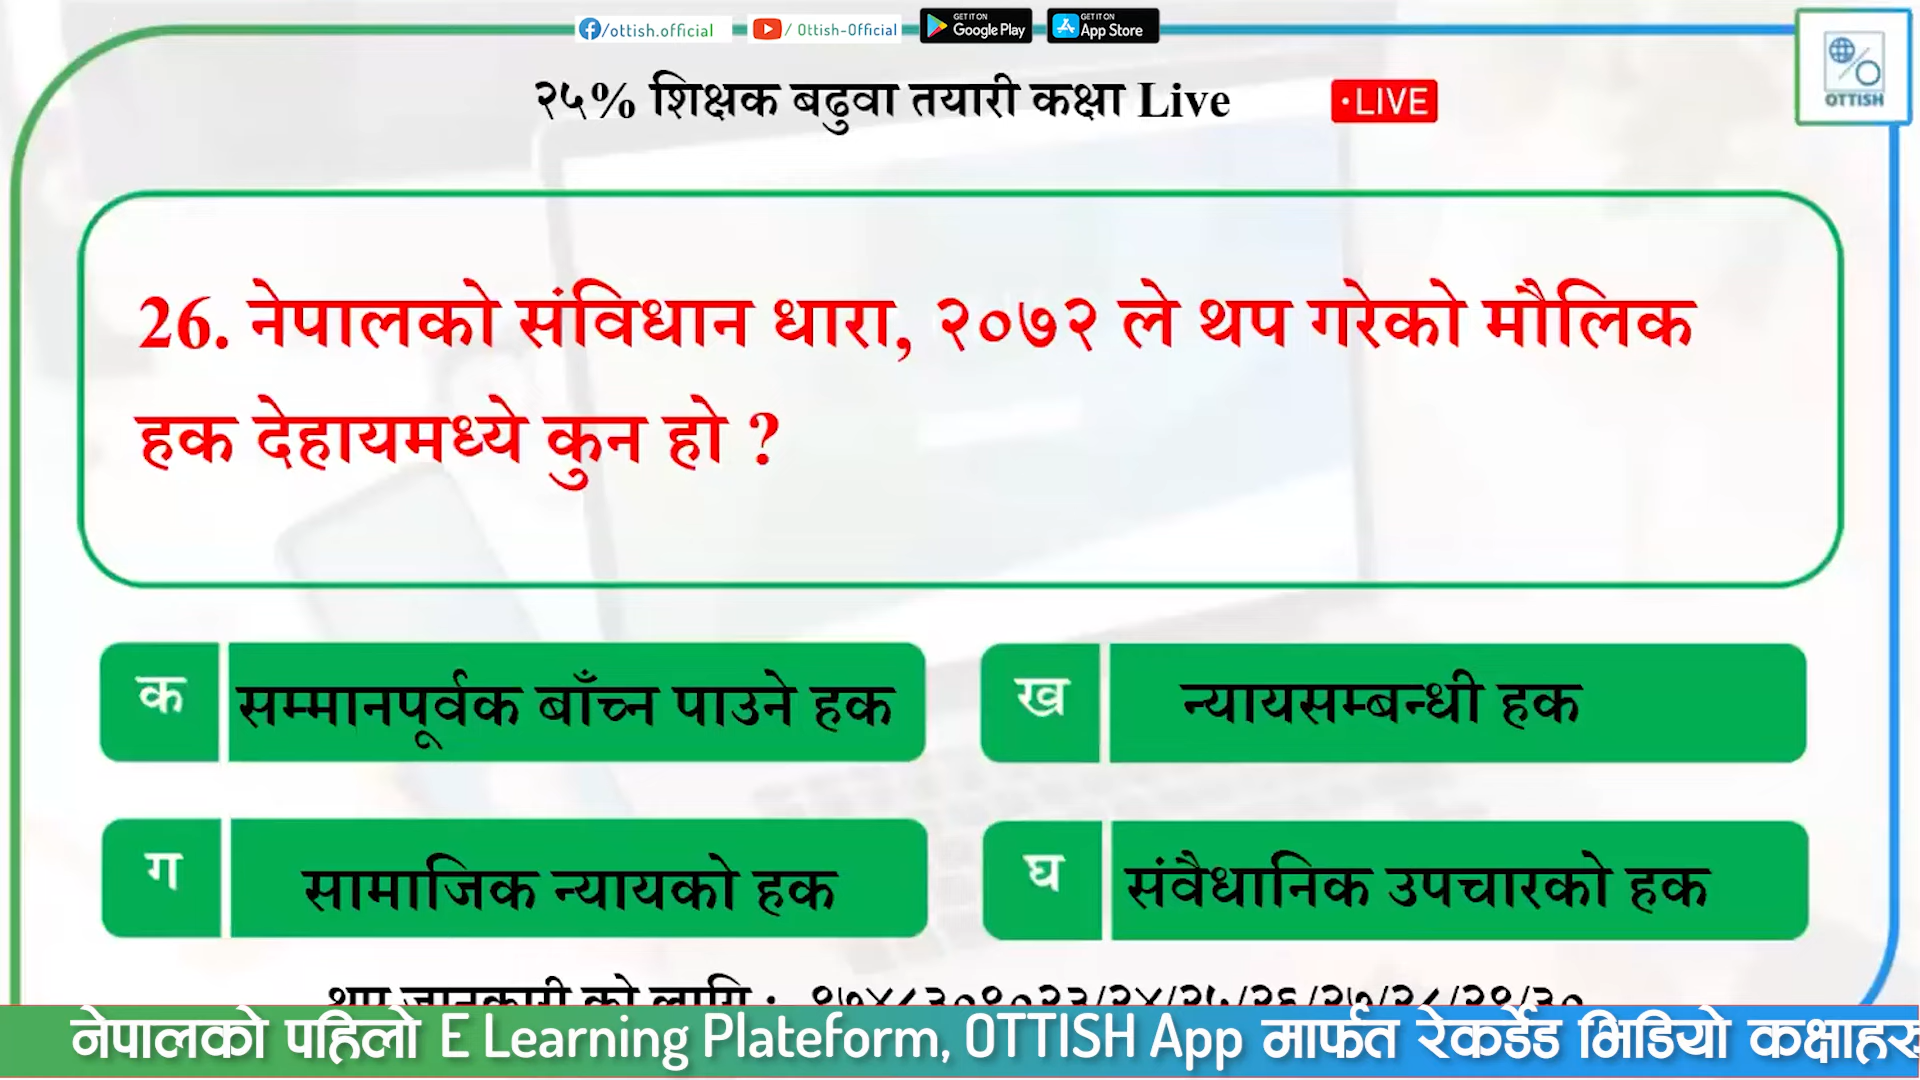 /ottish.official / Ottish-Official GET IT ON Google Play GET IT ON App Store
OTTISH
२५% शिक्षक बढुवा तयारी कक्षा Live •LIVE
26. नेपालको संविधान धारा, २०७२ ले थप गरेको मौलिक
हक देहायमध्ये कुन हो ?
क सम्मानपूर्वक बाँच्न पाउने हक
ख न्यायसम्बन्धी हक
ग सामाजिक न्यायको हक
घ संवैधानिक उपचारको हक
थप जानकारी को लागि :
नेपालको पहिलो E Learning Plateform, OTTISH App मार्फत रेकर्डेड भिडियो